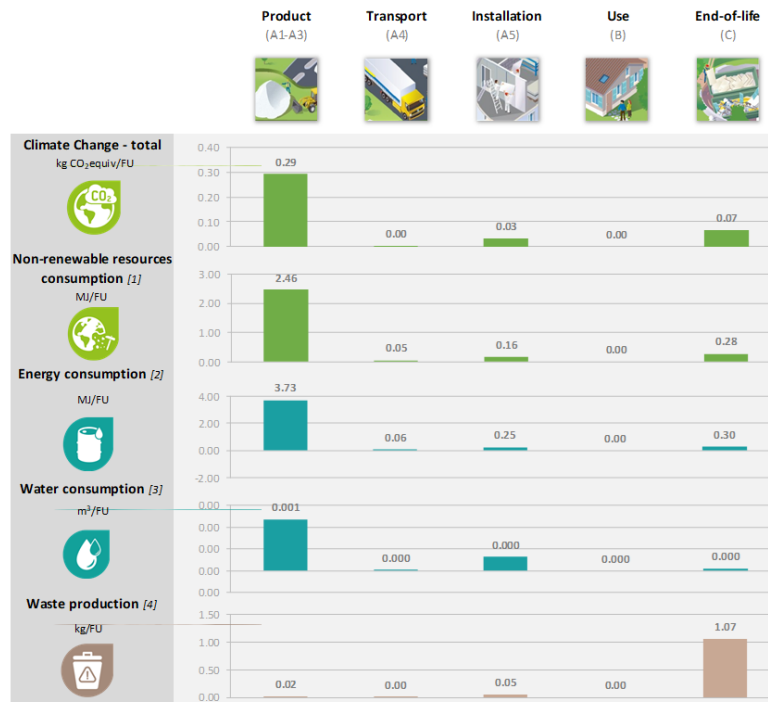 Product Transport Installation Use End-of-life
(A1-A3) (A4) (A5) (B) (C)
Climate Change - total
kg CO₂equiv/FU
CO₂
0.40
0.30
0.20
0.10
0.00
0.29 0.00 0.03 0.00 0.07
Non-renewable resources
consumption [1]
MJ/FU
3.00
2.00
1.00
0.00
2.46 0.05 0.16 0.00 0.28
Energy consumption [2]
MJ/FU
4.00
2.00
0.00
-2.00
3.73 0.06 0.25 0.00 0.30
Water consumption [3]
m³/FU
0.00
0.00
0.00
0.00
0.00
0.001 0.000 0.000 0.000 0.000
Waste production [4]
kg/FU
1.50
1.00
0.50
0.00
0.02 0.00 0.05 0.00 1.07